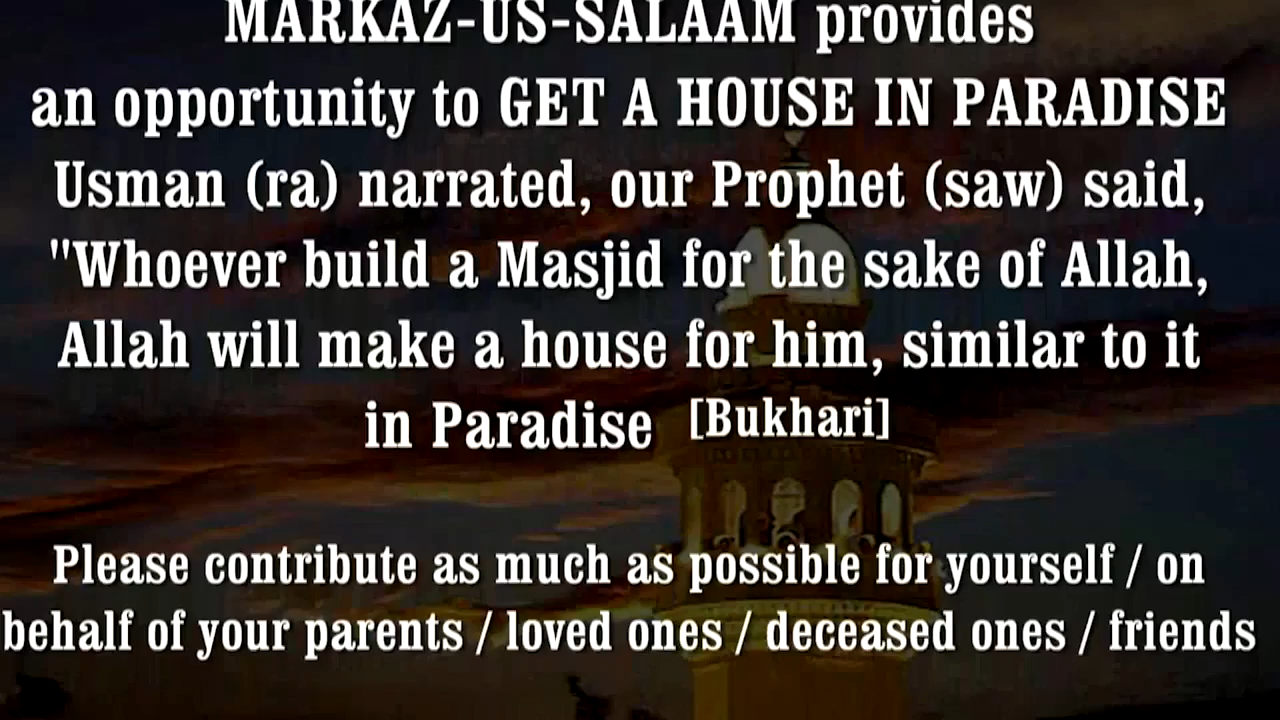 MARKAZ-US-SALAAM provides
an opportunity to GET A HOUSE IN PARADISE
Usman (ra) narrated, our Prophet (saw) said,
"Whoever build a Masjid for the sake of Allah,
Allah will make a house for him, similar to it
in Paradise [Bukhari]
Please contribute as much as possible for yourself / on
behalf of your parents / loved ones / deceased ones / friends